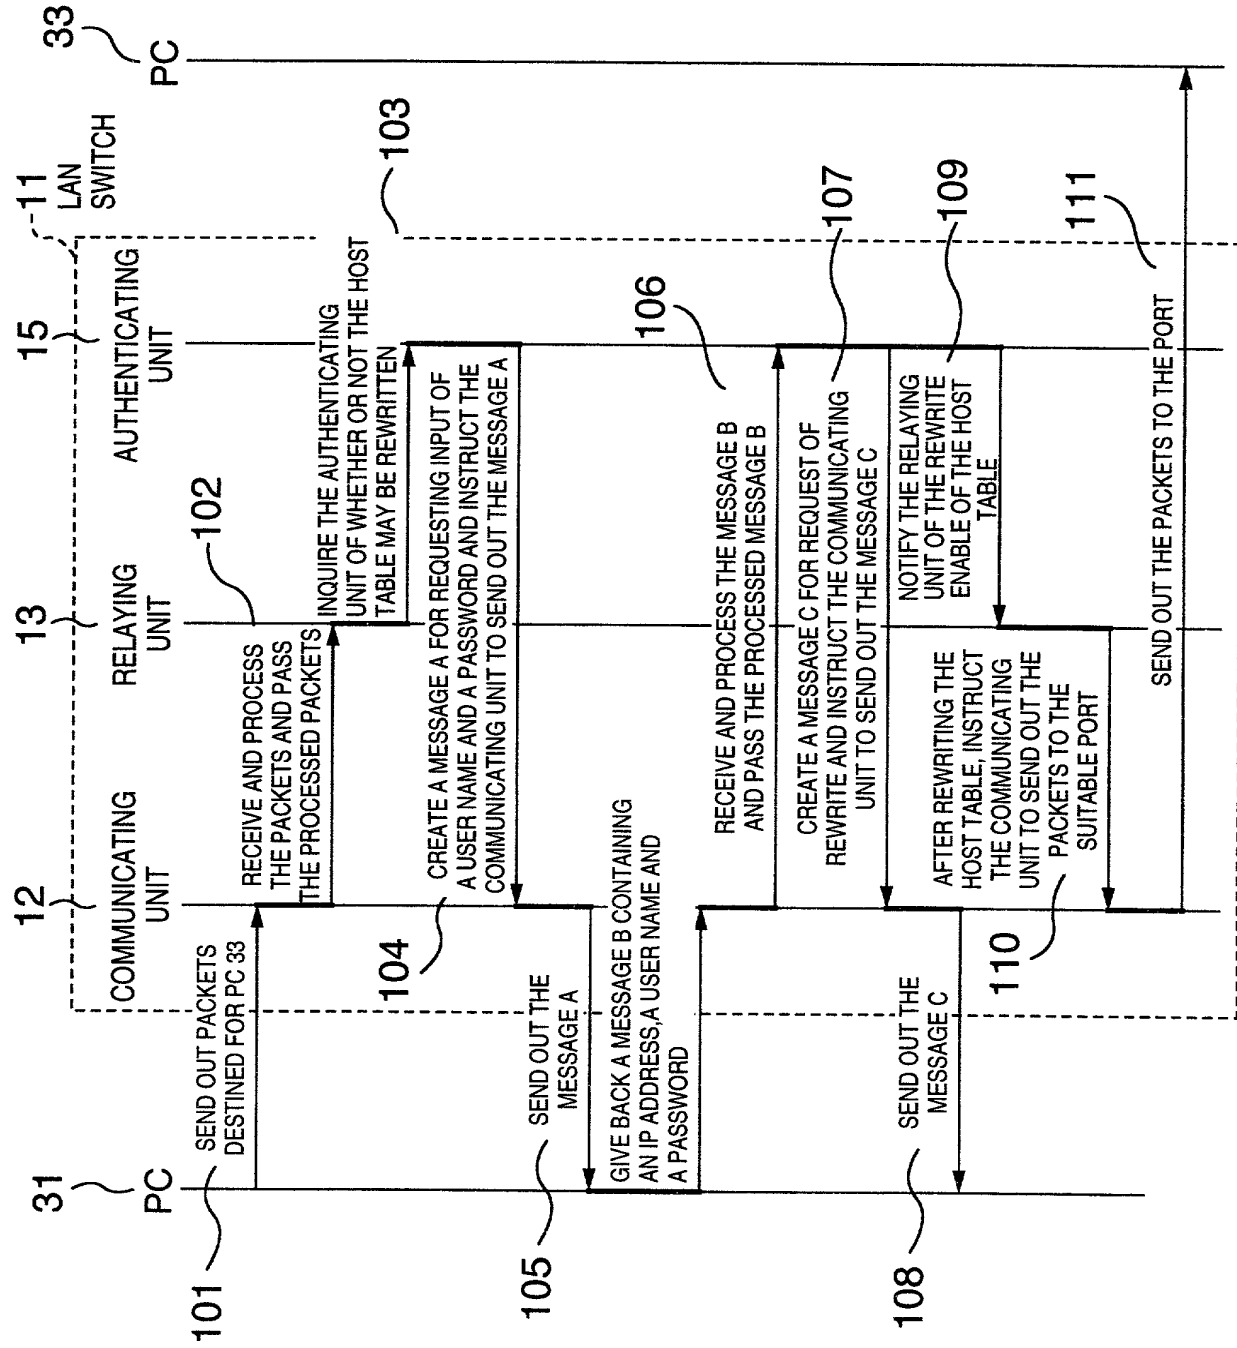 31
PC
12
COMMUNICATING
UNIT
13
RELAYING
UNIT
15
AUTHENTICATING
UNIT
11
LAN
SWITCH
33
PC
101
SEND OUT PACKETS
DESTINED FOR PC 33
102
RECEIVE AND PROCESS
THE PACKETS AND PASS
THE PROCESSED PACKETS
103
INQUIRE THE AUTHENTICATING
UNIT OF WHETHER OR NOT THE HOST
TABLE MAY BE REWRITTEN
104
CREATE A MESSAGE A FOR REQUESTING INPUT OF
A USER NAME AND A PASSWORD AND INSTRUCT THE
COMMUNICATING UNIT TO SEND OUT THE MESSAGE A
105
SEND OUT THE
MESSAGE A
GIVE BACK A MESSAGE B CONTAINING
AN IP ADDRESS,A USER NAME AND
A PASSWORD
106
RECEIVE AND PROCESS THE MESSAGE B
AND PASS THE PROCESSED MESSAGE B
107
CREATE A MESSAGE C FOR REQUEST OF
REWRITE AND INSTRUCT THE COMMUNICATING
UNIT TO SEND OUT THE MESSAGE C
108
SEND OUT THE
MESSAGE C
109
NOTIFY THE RELAYING
UNIT OF THE REWRITE
ENABLE OF THE HOST
TABLE
110
AFTER REWRITING THE
HOST TABLE, INSTRUCT
THE COMMUNICATING
UNIT TO SEND OUT THE
PACKETS TO THE
SUITABLE PORT
111
SEND OUT THE PACKETS TO THE PORT